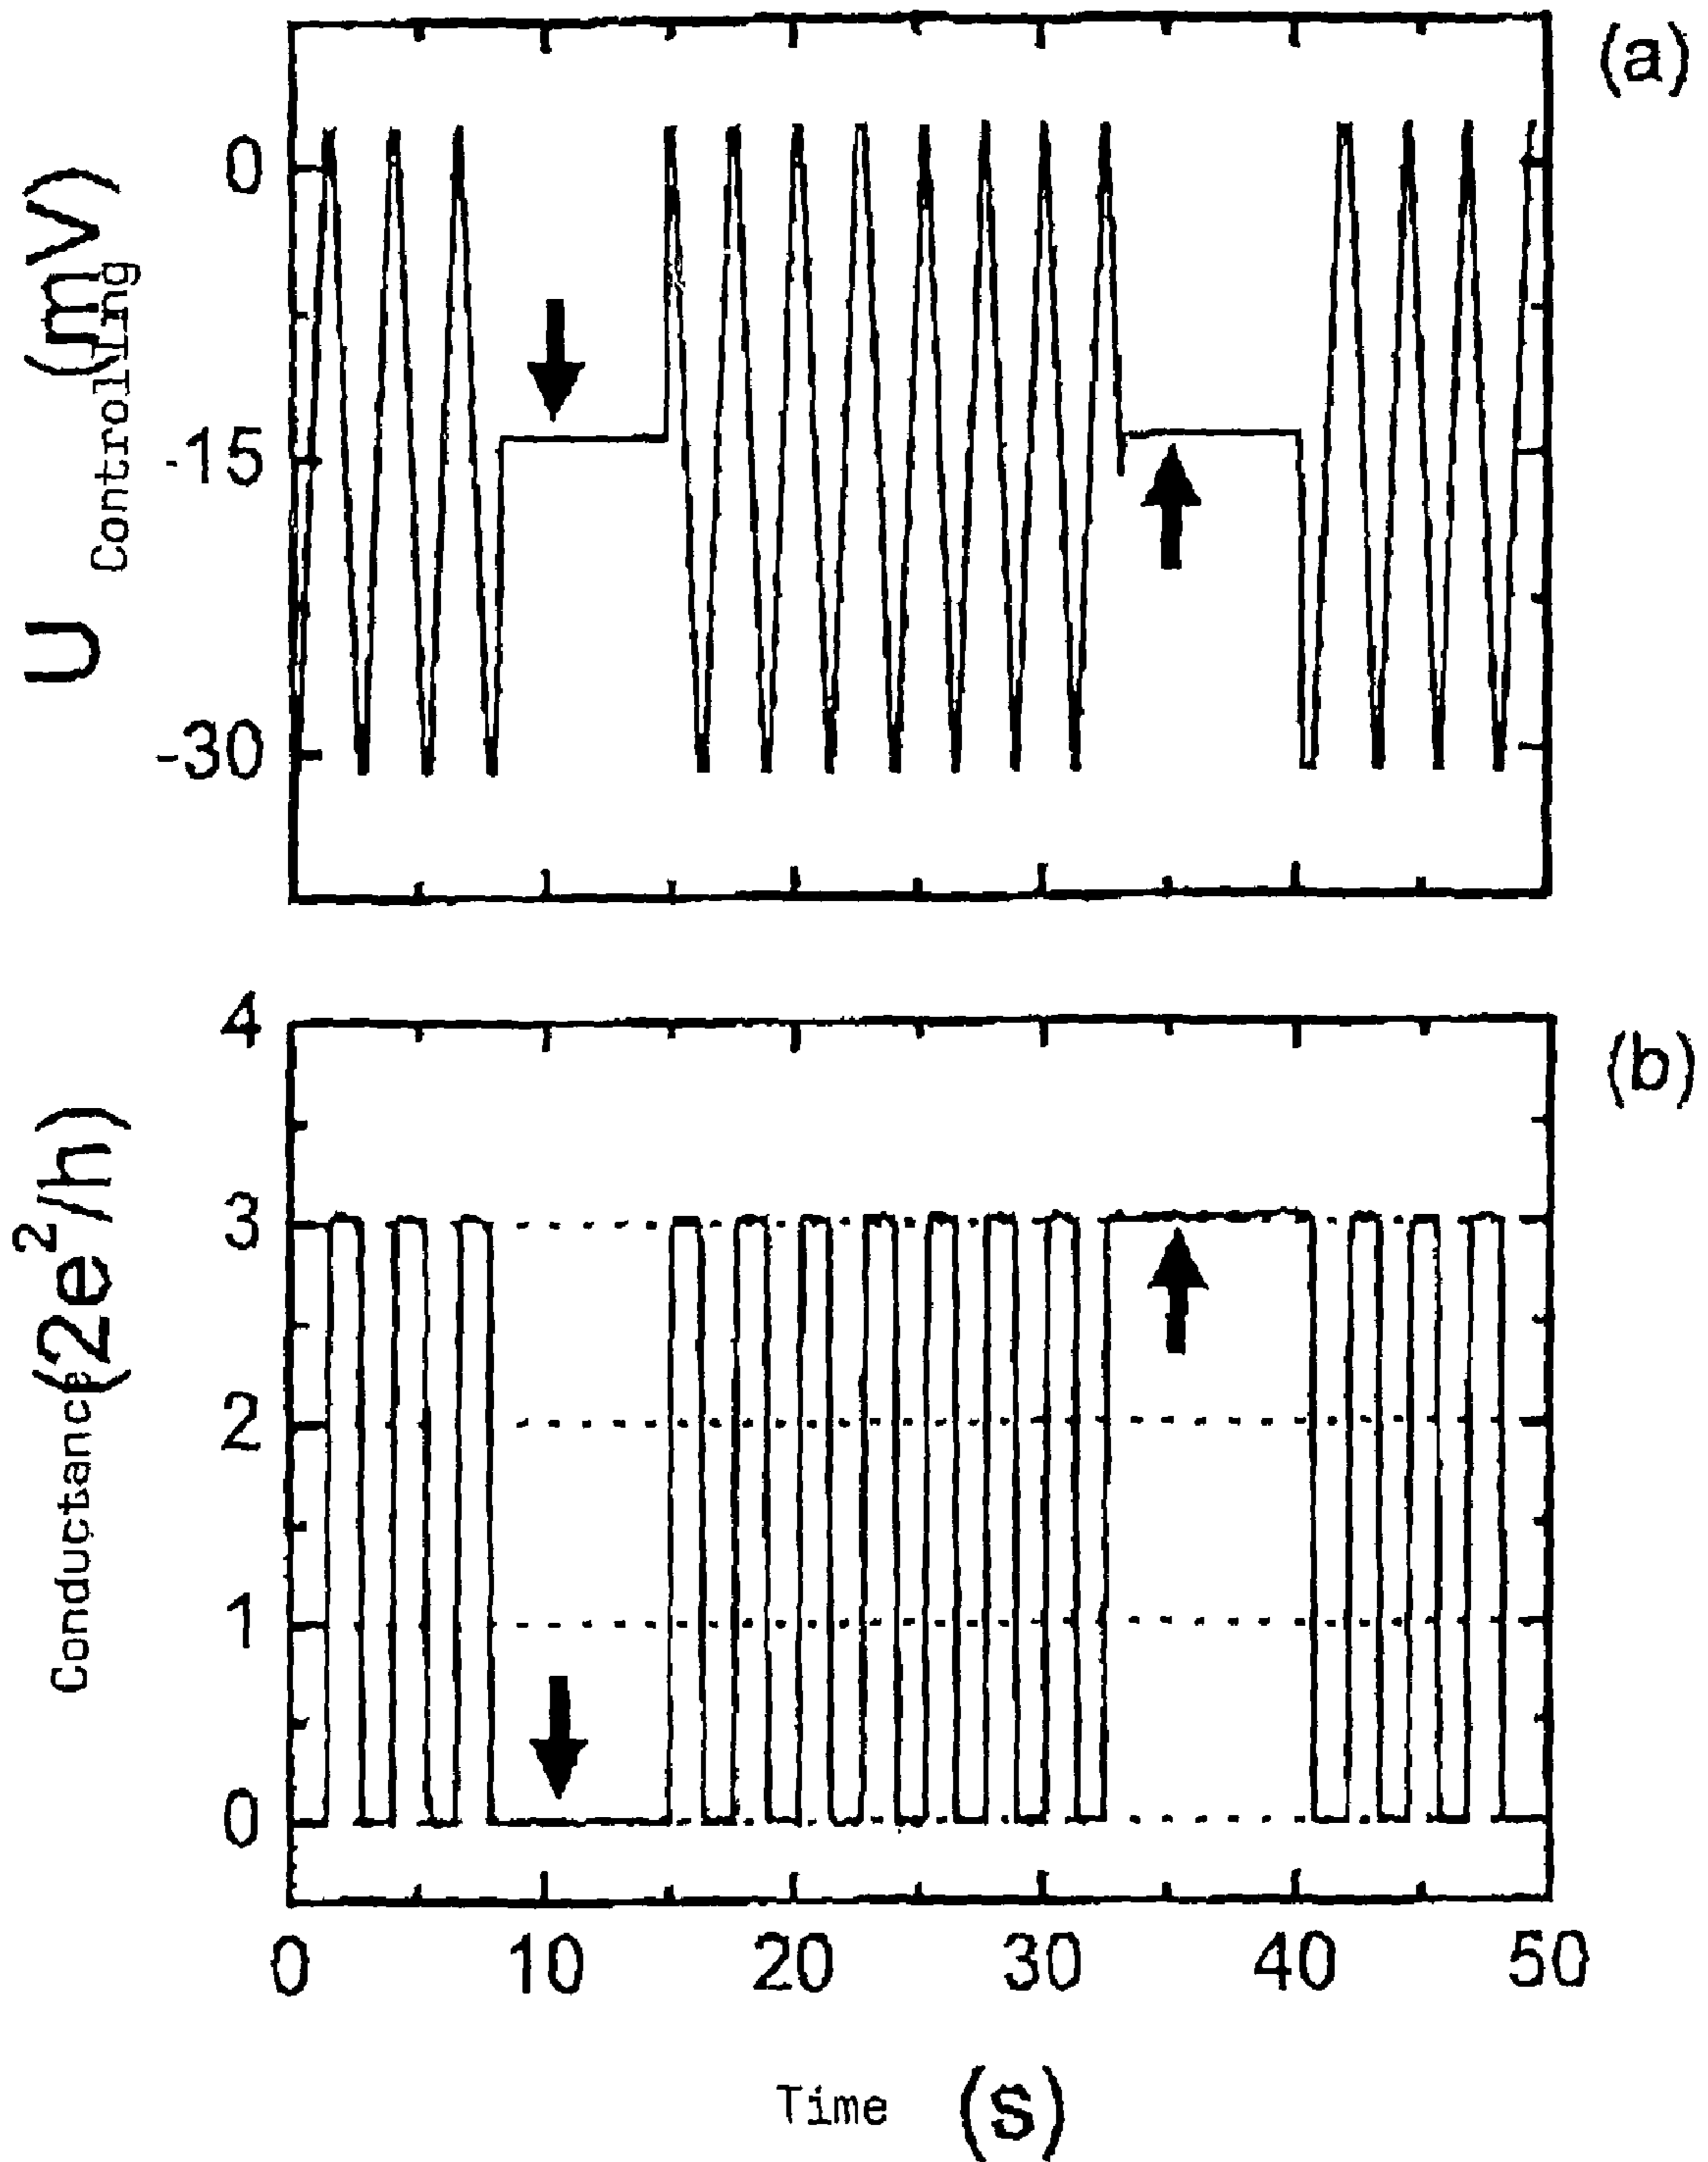 (a)
U Controlling (mV)
0
-15
-30
(b)
Conductance (2e²/h)
4
3
2
1
0
0 10 20 30 40 50
Time (s)